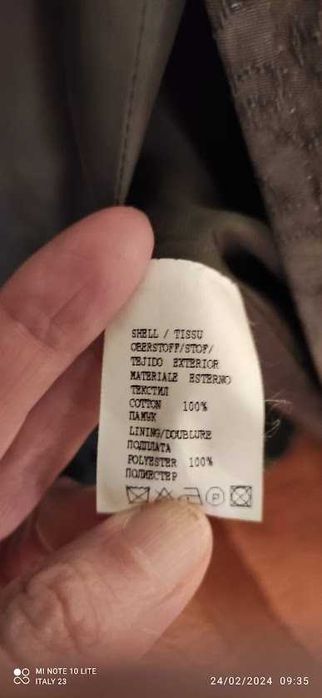 SHELL / TISSU
OBERSTOFF/STOF/
TEJIDO EXTERIOR
MATERIALE ESTERNO
ТЕКСТИЛ
COTTON 100%
ПАМУК
LINING/DOUBLURE
ПОДПЛАТА
POLYESTER 100%
ПОЛИЕСТЕР
P
MI NOTE 10 LITE
ITALY 23
24/02/2024 09:35